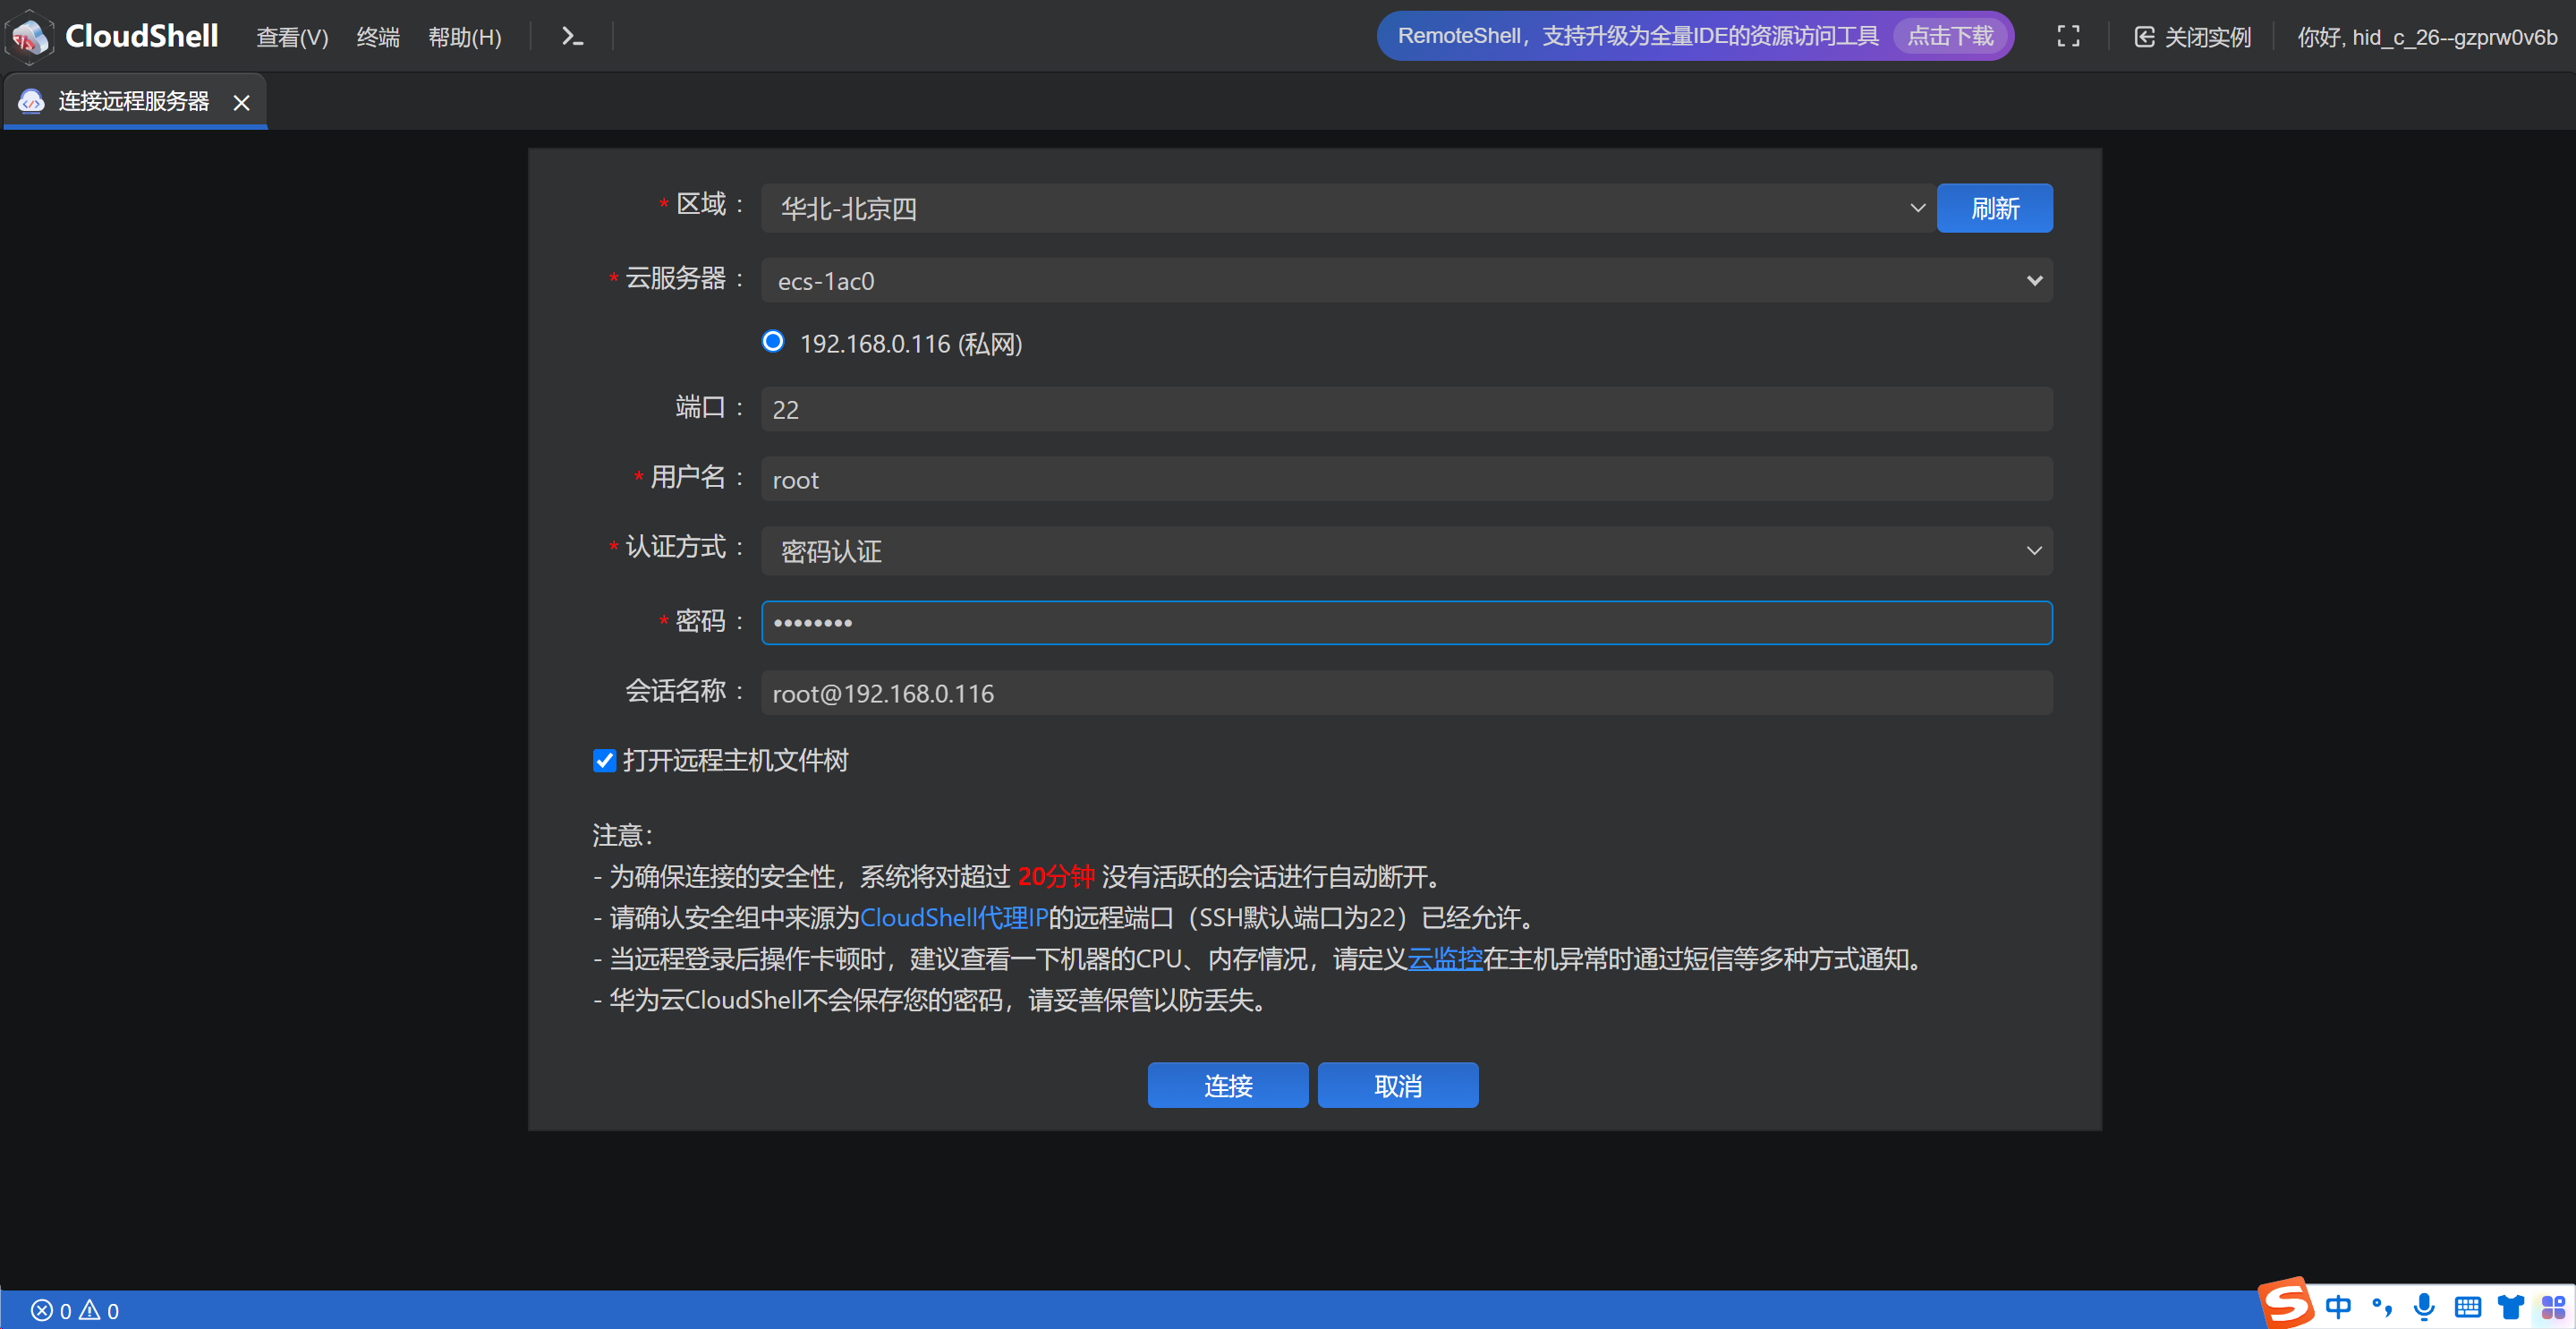 CloudShell 查看(V) 终端 帮助(H) RemoteShell，支持升级为全量IDE的资源访问工具 点击下载 关闭实例 你好, hid_c_26--gzprw0v6b
连接远程服务器
* 区域： 华北-北京四 刷新
* 云服务器： ecs-1ac0
192.168.0.116 (私网)
端口： 22
* 用户名： root
* 认证方式： 密码认证
* 密码： ••••••••
会话名称： root@192.168.0.116
打开远程主机文件树
注意：
- 为确保连接的安全性，系统将对超过 20分钟 没有活跃的会话进行自动断开。
- 请确认安全组中来源为CloudShell代理IP的远程端口（SSH默认端口为22）已经允许。
- 当远程登录后操作卡顿时，建议查看一下机器的CPU、内存情况，请定义云监控在主机异常时通过短信等多种方式通知。
- 华为云CloudShell不会保存您的密码，请妥善保管以防丢失。
连接 取消
0 0 中